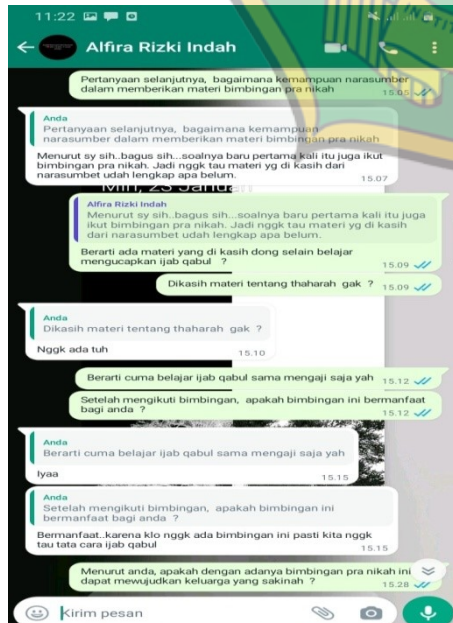 11:22
Alfira Rizki Indah
Pertanyaan selanjutnya, bagaimana kemampuan narasumber
dalam memberikan materi bimbingan pra nikah
15.05
Anda
Pertanyaan selanjutnya, bagaimana kemampuan
narasumber dalam memberikan materi bimbingan pra nikah
Menurut sy sih..bagus sih...soalnya baru pertama kali itu juga ikut
bimbingan pra nikah. Jadi nggk tau materi yg di kasih dari
narasumbet udah lengkap apa belum.
15.07
Min, 23 Januari
Alfira Rizki Indah
Menurut sy sih..bagus sih...soalnya baru pertama kali itu juga
ikut bimbingan pra nikah. Jadi nggk tau materi yg di kasih
dari narasumbet udah lengkap apa belum.
Berarti ada materi yang di kasih dong selain belajar
mengucapkan ijab qabul ?
15.09
Dikasih materi tentang thaharah gak ?
15.09
Anda
Dikasih materi tentang thaharah gak ?
Nggk ada tuh
15.10
Berarti cuma belajar ijab qabul sama mengaji saja yah
15.12
Setelah mengikuti bimbingan, apakah bimbingan ini bermanfaat
bagi anda ?
15.12
Anda
Berarti cuma belajar ijab qabul sama mengaji saja yah
Iyaa
15.15
Anda
Setelah mengikuti bimbingan, apakah bimbingan ini
bermanfaat bagi anda ?
Bermanfaat..karena klo nggk ada bimbingan ini pasti kita nggk
tau tata cara ijab qabul
15.15
Menurut anda, apakah dengan adanya bimbingan pra nikah ini
dapat mewujudkan keluarga yang sakinah ?
15.28
Kirim pesan